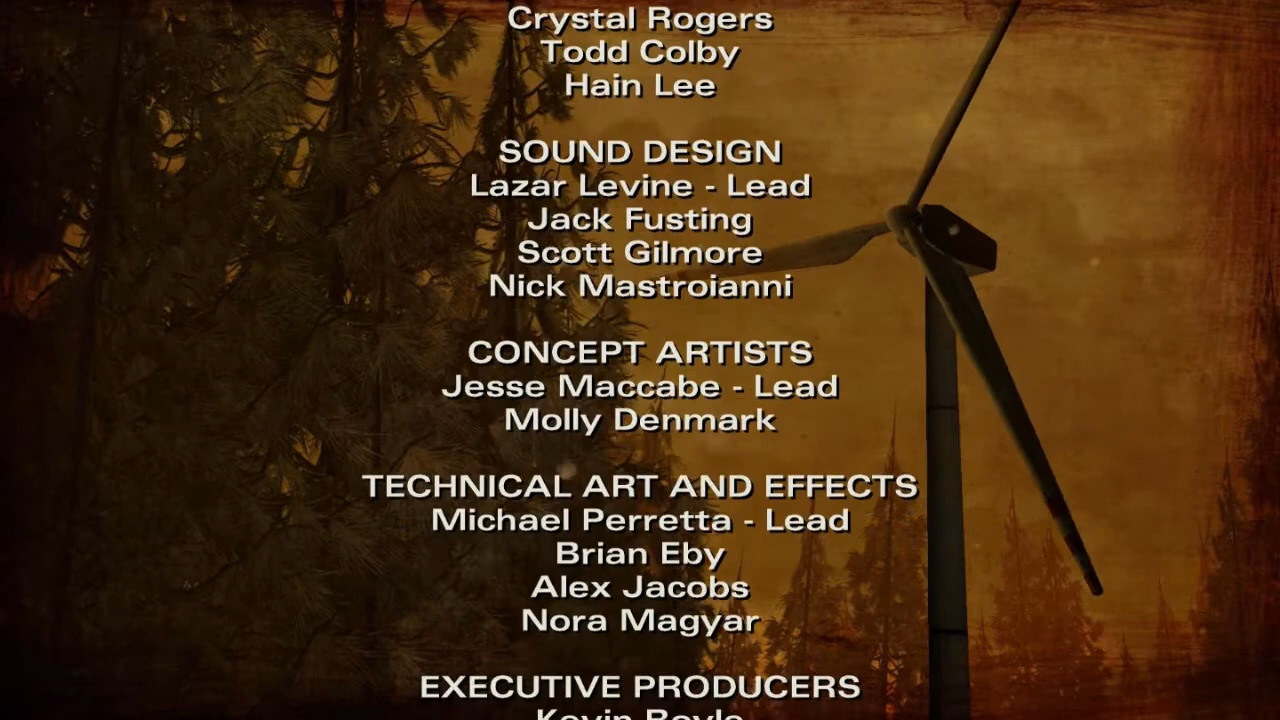 Crystal Rogers
Todd Colby
Hain Lee
SOUND DESIGN
Lazar Levine - Lead
Jack Fusting
Scott Gilmore
Nick Mastroianni
CONCEPT ARTISTS
Jesse Maccabe - Lead
Molly Denmark
TECHNICAL ART AND EFFECTS
Michael Perretta - Lead
Brian Eby
Alex Jacobs
Nora Magyar
EXECUTIVE PRODUCERS
Kevin Boyle